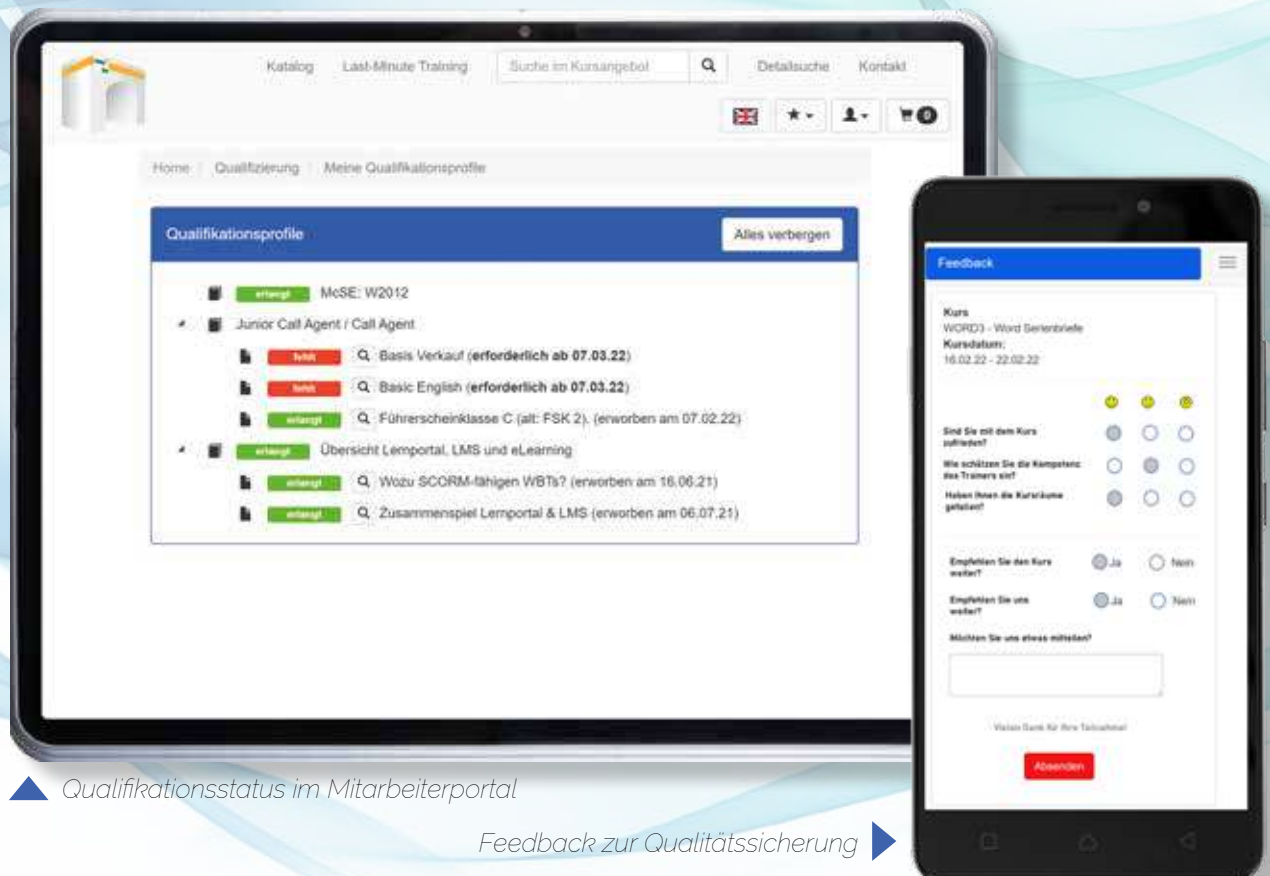 Katalog Last-Minute Training Suche im Kursangebot Detailsuche Kontakt
0
Home / Qualifizierung / Meine Qualifikationsprofile
Qualifikationsprofile Alles verbergen
erlangt McSE: W2012
Junior Call Agent / Call Agent
fehlt Basis Verkauf (erforderlich ab 07.03.22)
fehlt Basic English (erforderlich ab 07.03.22)
erlangt Führerscheinklasse C (alt: FSK 2). (erworben am 07.02.22)
erlangt Übersicht Lernportal, LMS und eLearning
erlangt Wozu SCORM-fähigen WBTs? (erworben am 16.06.21)
erlangt Zusammenspiel Lernportal & LMS (erworben am 06.07.21)
Qualifikationsstatus im Mitarbeiterportal
Feedback zur Qualitätssicherung
Feedback
Kurs
WORD3 - Word Serienbriefe
Kursdatum:
16.02.22 - 22.02.22
Sind Sie mit dem Kurs
zufrieden?
Wie schätzen Sie die Kompetenz
des Trainers ein?
Haben Ihnen die Kursräume
gefallen?
Empfehlen Sie den Kurs
weiter? Ja Nein
Empfehlen Sie uns
weiter? Ja Nein
Möchten Sie uns etwas mitteilen?
Vielen Dank für Ihre Teilnahme!
Absenden